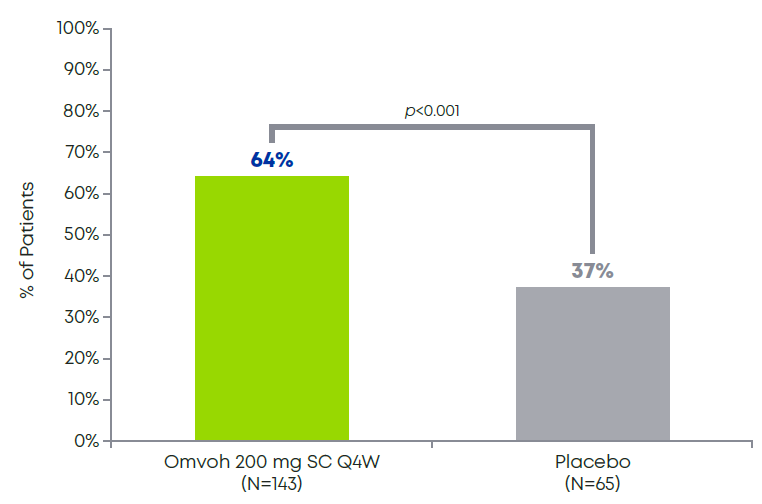 100%
90%
80%
70%
60%
50%
40%
30%
20%
10%
0%
% of Patients
p<0.001
64%
37%
Omvoh 200 mg SC Q4W
(N=143)
Placebo
(N=65)